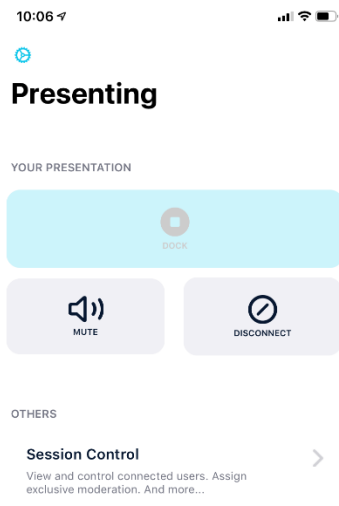 10:06
Presenting
YOUR PRESENTATION
DOCK
MUTE
DISCONNECT
OTHERS
Session Control
View and control connected users. Assign
exclusive moderation. And more...